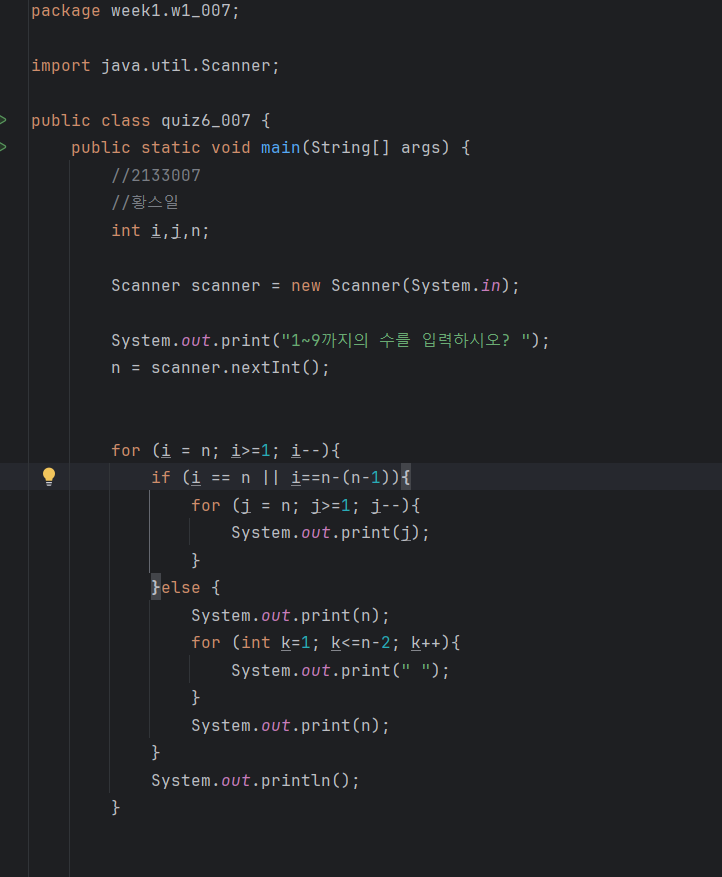 package week1.w1_007;
import java.util.Scanner;
public class quiz6_007 {
    public static void main(String[] args) {
        //2133007
        //황스일
        int i,j,n;
        Scanner scanner = new Scanner(System.in);
        System.out.print("1~9까지의 수를 입력하시오? ");
        n = scanner.nextInt();
        for (i = n; i>=1; i--){
            if (i == n || i==n-(n-1)){
                for (j = n; j>=1; j--){
                    System.out.print(j);
                }
            }else {
                System.out.print(n);
                for (int k=1; k<=n-2; k++){
                    System.out.print(" ");
                }
                System.out.print(n);
            }
            System.out.println();
        }